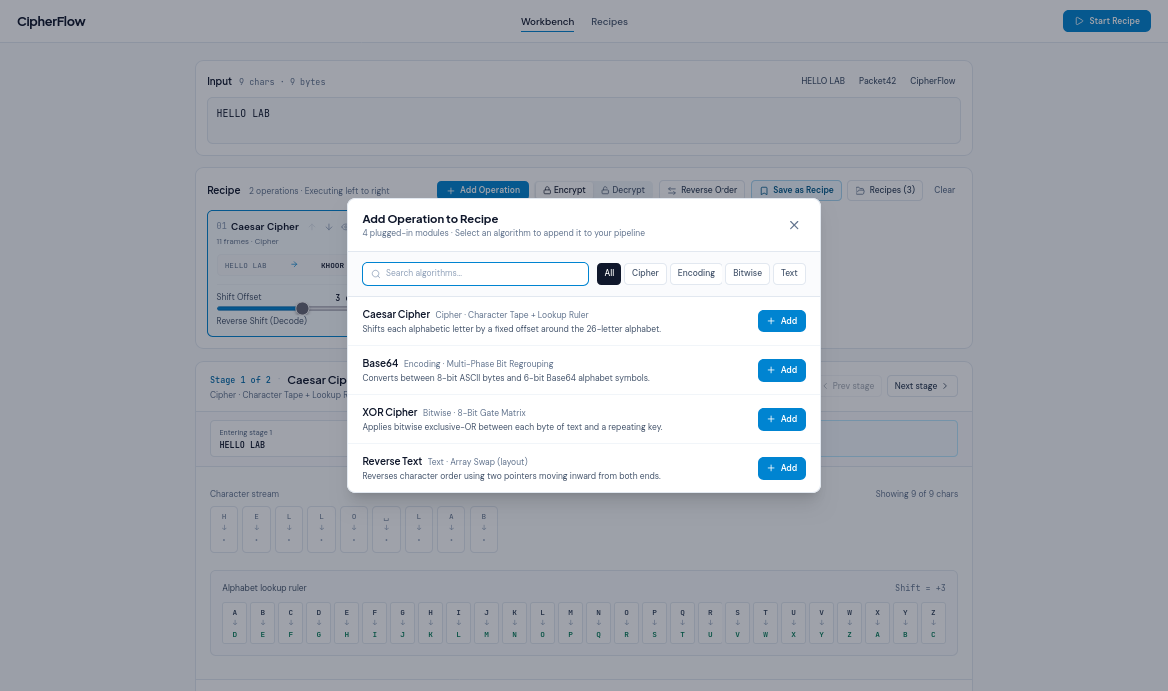 CipherFlow
Workbench Recipes
Start Recipe
Input 9 chars · 9 bytes
HELLO LAB Packet42 CipherFlow
HELLO LAB
Recipe 2 operations · Executing left to right
Add Operation Encrypt Decrypt Reverse Order Save as Recipe Recipes (3) Clear
01 Caesar Cipher
11 frames · Cipher
HELLO LAB → KHOOR
Shift Offset 3
Reverse Shift (Decode)
Add Operation to Recipe
4 plugged-in modules · Select an algorithm to append it to your pipeline
Search algorithms...
All Cipher Encoding Bitwise Text
Caesar Cipher Cipher · Character Tape + Lookup Ruler
Shifts each alphabetic letter by a fixed offset around the 26-letter alphabet.
+ Add
Base64 Encoding · Multi-Phase Bit Regrouping
Converts between 8-bit ASCII bytes and 6-bit Base64 alphabet symbols.
+ Add
XOR Cipher Bitwise · 8-Bit Gate Matrix
Applies bitwise exclusive-OR between each byte of text and a repeating key.
+ Add
Reverse Text Text · Array Swap (layout)
Reverses character order using two pointers moving inward from both ends.
+ Add
Stage 1 of 2 Caesar Cip
Cipher · Character Tape + Lookup R
Prev stage Next stage
Entering stage 1
HELLO LAB
Character stream Showing 9 of 9 chars
H E L L O ␣ L A B
↓ ↓ ↓ ↓ ↓ ↓ ↓ ↓ ↓
· · · · · · · · ·
Alphabet lookup ruler Shift = +3
A B C D E F G H I J K L M N O P Q R S T U V W X Y Z
↓ ↓ ↓ ↓ ↓ ↓ ↓ ↓ ↓ ↓ ↓ ↓ ↓ ↓ ↓ ↓ ↓ ↓ ↓ ↓ ↓ ↓ ↓ ↓ ↓ ↓
D E F G H I J K L M N O P Q R S T U V W X Y Z A B C